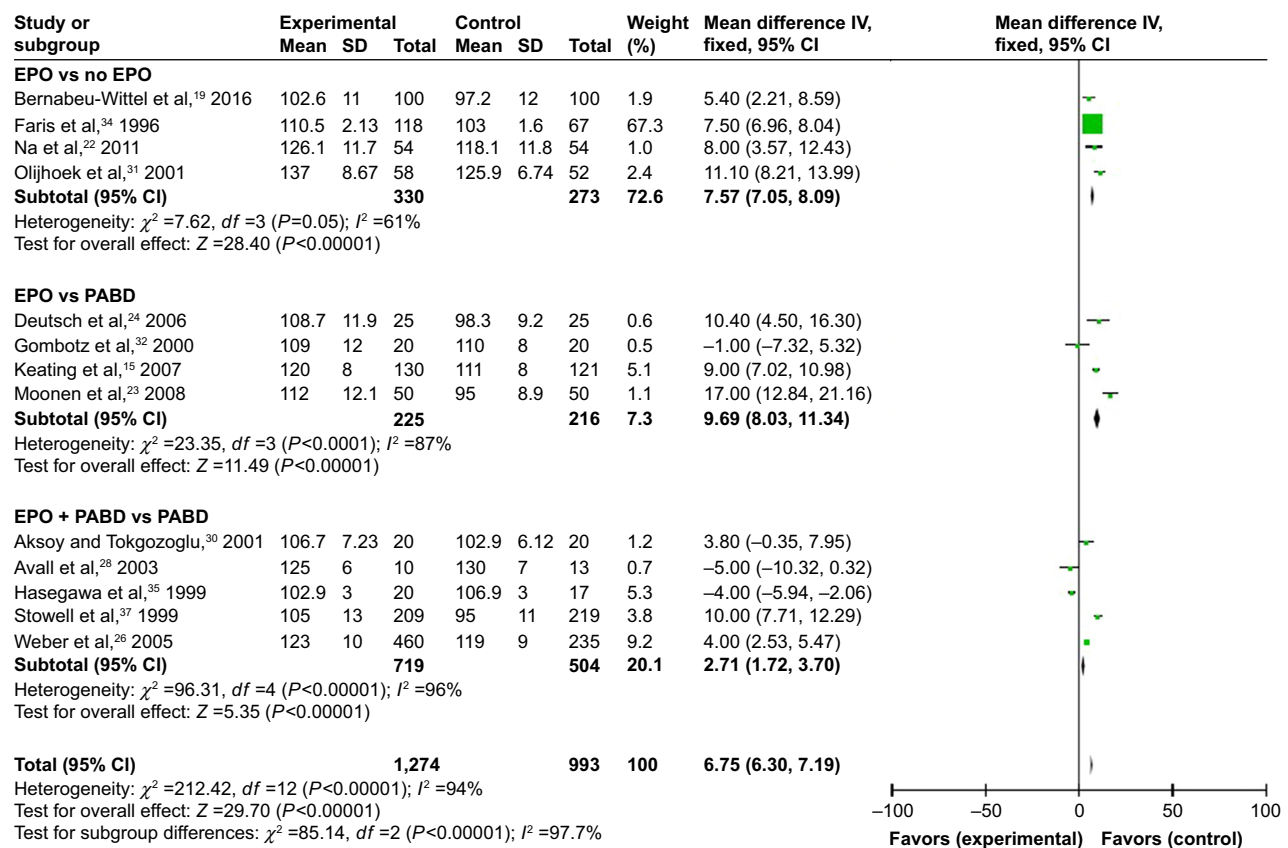 Study or Experimental Control Weight Mean difference IV, Mean difference IV,
subgroup Mean SD Total Mean SD Total (%) fixed, 95% CI fixed, 95% CI
EPO vs no EPO
Bernabeu-Wittel et al,¹⁹ 2016 102.6 11 100 97.2 12 100 1.9 5.40 (2.21, 8.59)
Faris et al,³⁴ 1996 110.5 2.13 118 103 1.6 67 67.3 7.50 (6.96, 8.04)
Na et al,²² 2011 126.1 11.7 54 118.1 11.8 54 1.0 8.00 (3.57, 12.43)
Olijhoek et al,³¹ 2001 137 8.67 58 125.9 6.74 52 2.4 11.10 (8.21, 13.99)
Subtotal (95% CI) 330 273 72.6 7.57 (7.05, 8.09)
Heterogeneity: χ² =7.62, df =3 (P=0.05); I² =61%
Test for overall effect: Z =28.40 (P<0.00001)
EPO vs PABD
Deutsch et al,²⁴ 2006 108.7 11.9 25 98.3 9.2 25 0.6 10.40 (4.50, 16.30)
Gombotz et al,³² 2000 109 12 20 110 8 20 0.5 –1.00 (–7.32, 5.32)
Keating et al,¹⁵ 2007 120 8 130 111 8 121 5.1 9.00 (7.02, 10.98)
Moonen et al,²³ 2008 112 12.1 50 95 8.9 50 1.1 17.00 (12.84, 21.16)
Subtotal (95% CI) 225 216 7.3 9.69 (8.03, 11.34)
Heterogeneity: χ² =23.35, df =3 (P<0.0001); I² =87%
Test for overall effect: Z =11.49 (P<0.00001)
EPO + PABD vs PABD
Aksoy and Tokgozoglu,³⁰ 2001 106.7 7.23 20 102.9 6.12 20 1.2 3.80 (–0.35, 7.95)
Avall et al,²⁸ 2003 125 6 10 130 7 13 0.7 –5.00 (–10.32, 0.32)
Hasegawa et al,³⁵ 1999 102.9 3 20 106.9 3 17 5.3 –4.00 (–5.94, –2.06)
Stowell et al,³⁷ 1999 105 13 209 95 11 219 3.8 10.00 (7.71, 12.29)
Weber et al,²⁶ 2005 123 10 460 119 9 235 9.2 4.00 (2.53, 5.47)
Subtotal (95% CI) 719 504 20.1 2.71 (1.72, 3.70)
Heterogeneity: χ² =96.31, df =4 (P<0.00001); I² =96%
Test for overall effect: Z =5.35 (P<0.00001)
Total (95% CI) 1,274 993 100 6.75 (6.30, 7.19)
Heterogeneity: χ² =212.42, df =12 (P<0.00001); I² =94%
Test for overall effect: Z =29.70 (P<0.00001)
Test for subgroup differences: χ² =85.14, df =2 (P<0.00001); I² =97.7%
–100 –50 0 50 100
Favors (experimental) Favors (control)